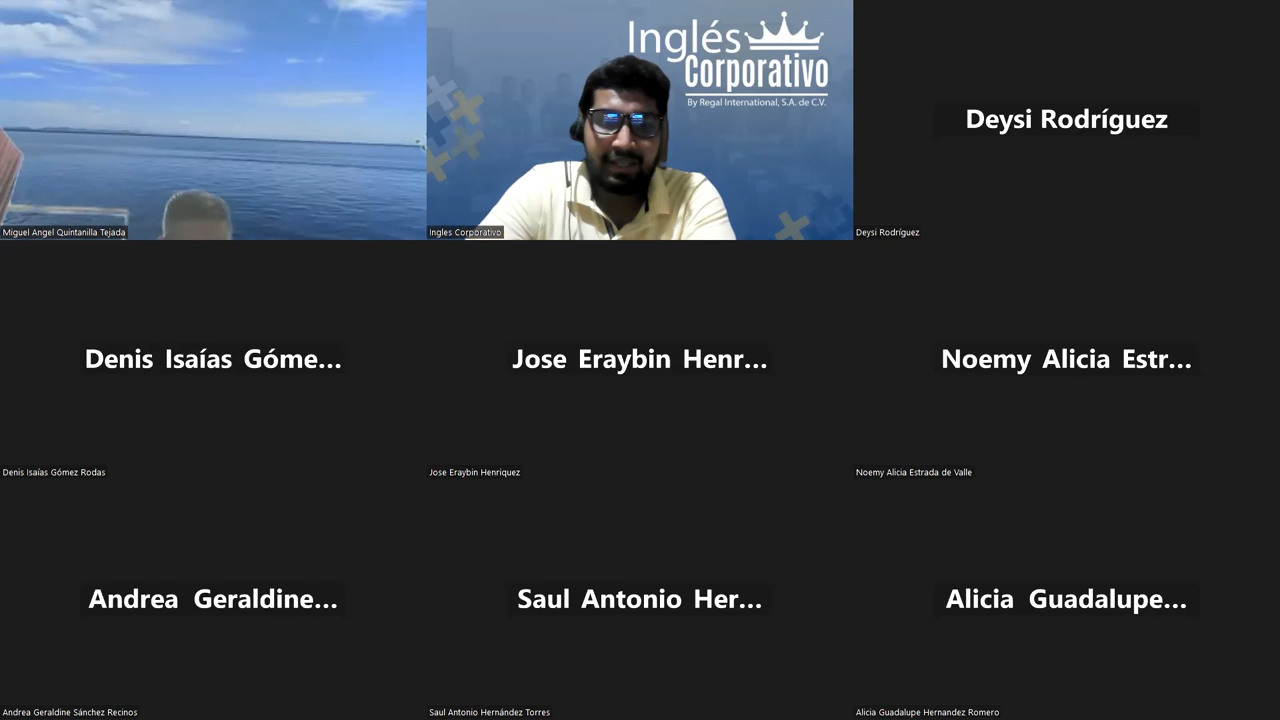 Inglés
Corporativo
By Regal International, S.A. de C.V.
Deysi Rodríguez
Miguel Angel Quintanilla Tejada
Ingles Corporativo
Deysi Rodríguez
Denis Isaías Góme...
Jose Eraybin Henr...
Noemy Alicia Estr...
Denis Isaías Gómez Rodas
Jose Eraybin Henriquez
Noemy Alicia Estrada de Valle
Andrea Geraldine...
Saul Antonio Her...
Alicia Guadalupe...
Andrea Geraldine Sánchez Recinos
Saul Antonio Hernández Torres
Alicia Guadalupe Hernandez Romero